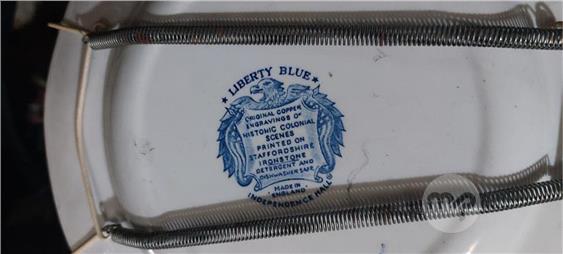 ★ LIBERTY BLUE ★
ORIGINAL COPPER
ENGRAVINGS OF
HISTORIC COLONIAL
SCENES
PRINTED ON
STAFFORDSHIRE
IRONSTONE
DETERGENT AND
DISHWASHER SAFE
MADE IN
ENGLAND
INDEPENDENCE HALL